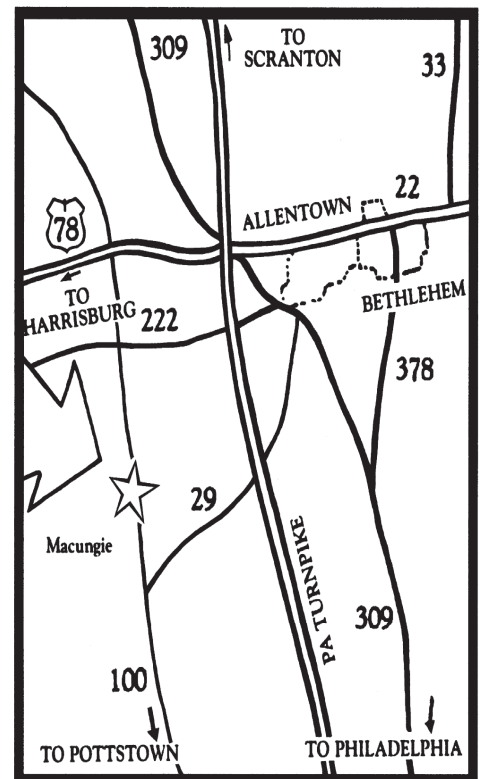 309
TO
SCRANTON
33
22
ALLENTOWN
78
TO
HARRISBURG
222
BETHLEHEM
378
29
Macungie
PA TURNPIKE
309
100
TO POTTSTOWN
TO PHILADELPHIA